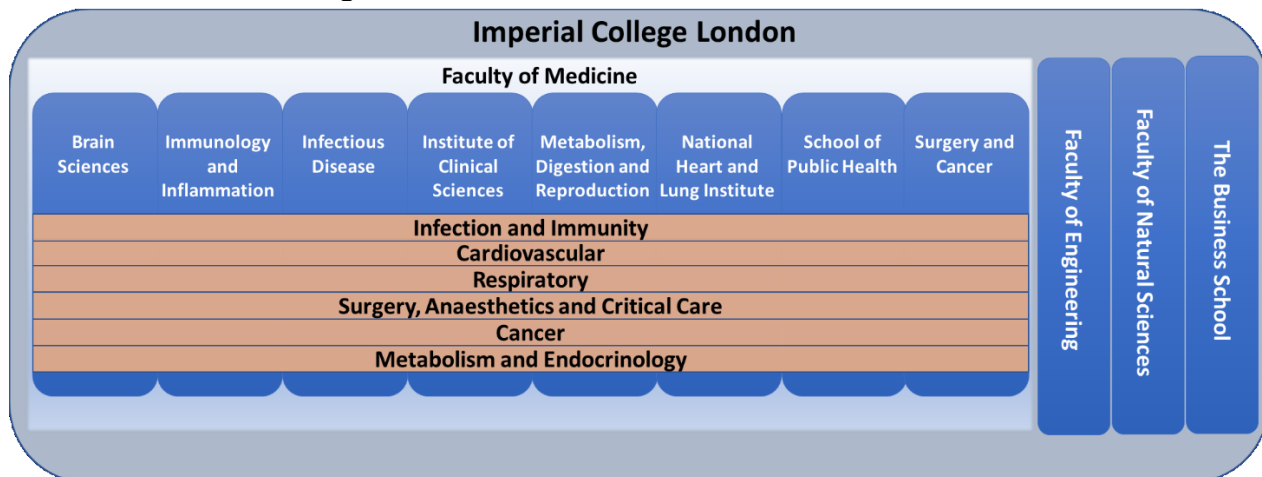 Imperial College London
Faculty of Medicine
Brain
Sciences
Immunology
and
Inflammation
Infectious
Disease
Institute of
Clinical
Sciences
Metabolism,
Digestion and
Reproduction
National
Heart and
Lung Institute
School of
Public Health
Surgery and
Cancer
Infection and Immunity
Cardiovascular
Respiratory
Surgery, Anaesthetics and Critical Care
Cancer
Metabolism and Endocrinology
Faculty of Engineering
Faculty of Natural Sciences
The Business School